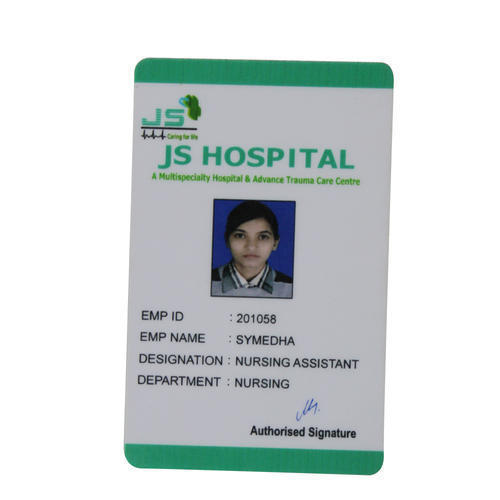 JS
Caring for life
JS HOSPITAL
A Multispecialty Hospital & Advance Trauma Care Centre
EMP ID : 201058
EMP NAME : SYMEDHA
DESIGNATION : NURSING ASSISTANT
DEPARTMENT : NURSING
Authorised Signature